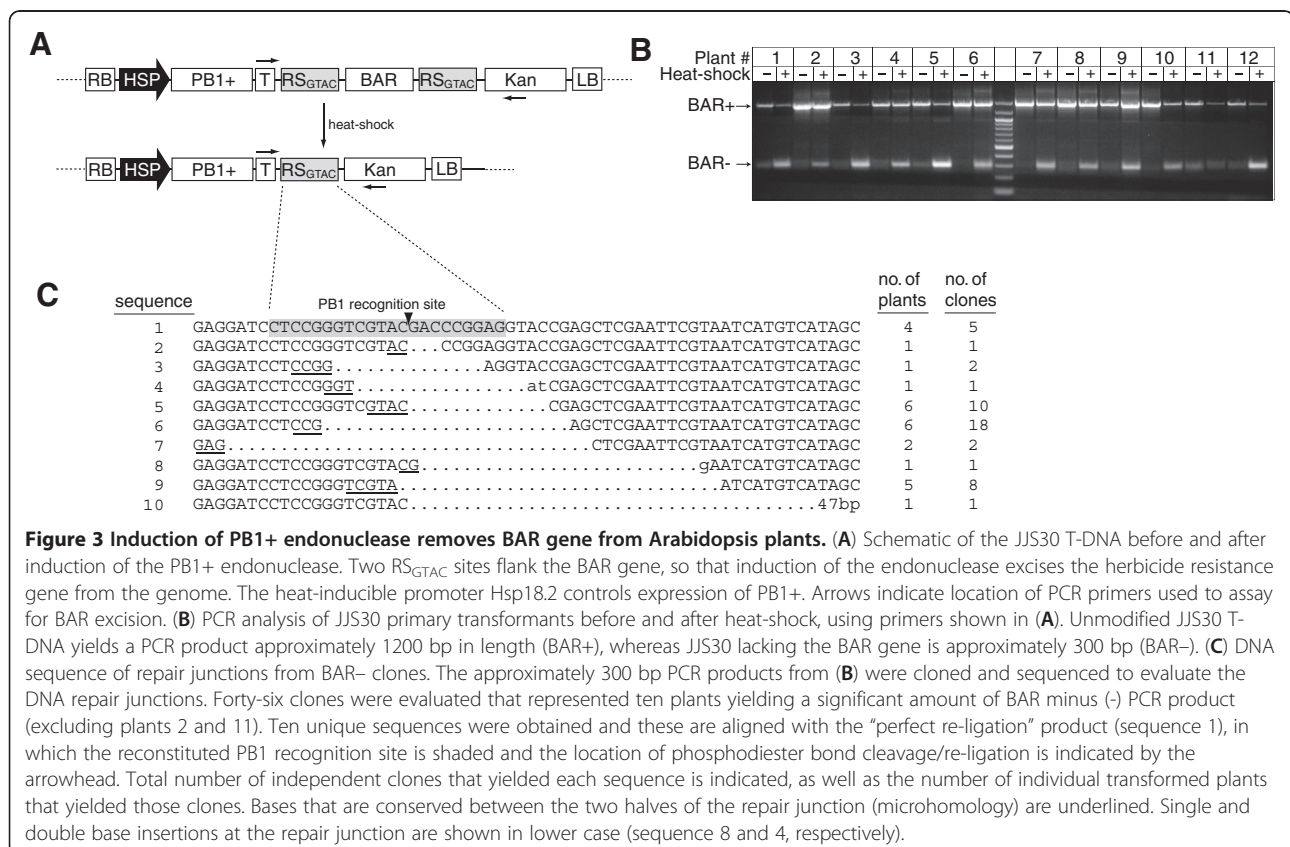 A
RB HSP PB1+ T RSGTAC BAR RSGTAC Kan LB
heat-shock
RB HSP PB1+ T RSGTAC Kan LB
B
Plant # 1 2 3 4 5 6 7 8 9 10 11 12
Heat-shock − + − + − + − + − + − + − + − + − + − + − + − +
BAR+→
BAR- →
C
sequence PB1 recognition site no. of plants no. of clones
1 GAGGATCCTCCGGGTCGTACGACCCGGAGGTACCGAGCTCGAATTCGTAATCATGTCATAGC 4 5
2 GAGGATCCTCCGGGTCGTAC...CCGGAGGTACCGAGCTCGAATTCGTAATCATGTCATAGC 1 1
3 GAGGATCCTCCGG..............AGGTACCGAGCTCGAATTCGTAATCATGTCATAGC 1 2
4 GAGGATCCTCCGGGT................atCGAGCTCGAATTCGTAATCATGTCATAGC 1 1
5 GAGGATCCTCCGGGTCGTAC.............CGAGCTCGAATTCGTAATCATGTCATAGC 6 10
6 GAGGATCCTCCG.......................AGCTCGAATTCGTAATCATGTCATAGC 6 18
7 GAG..................................CTCGAATTCGTAATCATGTCATAGC 2 2
8 GAGGATCCTCCGGGTCGTACG..........................gAATCATGTCATAGC 1 1
9 GAGGATCCTCCGGGTCGTA..............................ATCATGTCATAGC 5 8
10 GAGGATCCTCCGGGTCGTAC......................................47bp 1 1
Figure 3 Induction of PB1+ endonuclease removes BAR gene from Arabidopsis plants. (A) Schematic of the JJS30 T-DNA before and after
induction of the PB1+ endonuclease. Two RSGTAC sites flank the BAR gene, so that induction of the endonuclease excises the herbicide resistance
gene from the genome. The heat-inducible promoter Hsp18.2 controls expression of PB1+. Arrows indicate location of PCR primers used to assay
for BAR excision. (B) PCR analysis of JJS30 primary transformants before and after heat-shock, using primers shown in (A). Unmodified JJS30 T-
DNA yields a PCR product approximately 1200 bp in length (BAR+), whereas JJS30 lacking the BAR gene is approximately 300 bp (BAR–). (C) DNA
sequence of repair junctions from BAR– clones. The approximately 300 bp PCR products from (B) were cloned and sequenced to evaluate the
DNA repair junctions. Forty-six clones were evaluated that represented ten plants yielding a significant amount of BAR minus (-) PCR product
(excluding plants 2 and 11). Ten unique sequences were obtained and these are aligned with the “perfect re-ligation” product (sequence 1), in
which the reconstituted PB1 recognition site is shaded and the location of phosphodiester bond cleavage/re-ligation is indicated by the
arrowhead. Total number of independent clones that yielded each sequence is indicated, as well as the number of individual transformed plants
that yielded those clones. Bases that are conserved between the two halves of the repair junction (microhomology) are underlined. Single and
double base insertions at the repair junction are shown in lower case (sequence 8 and 4, respectively).